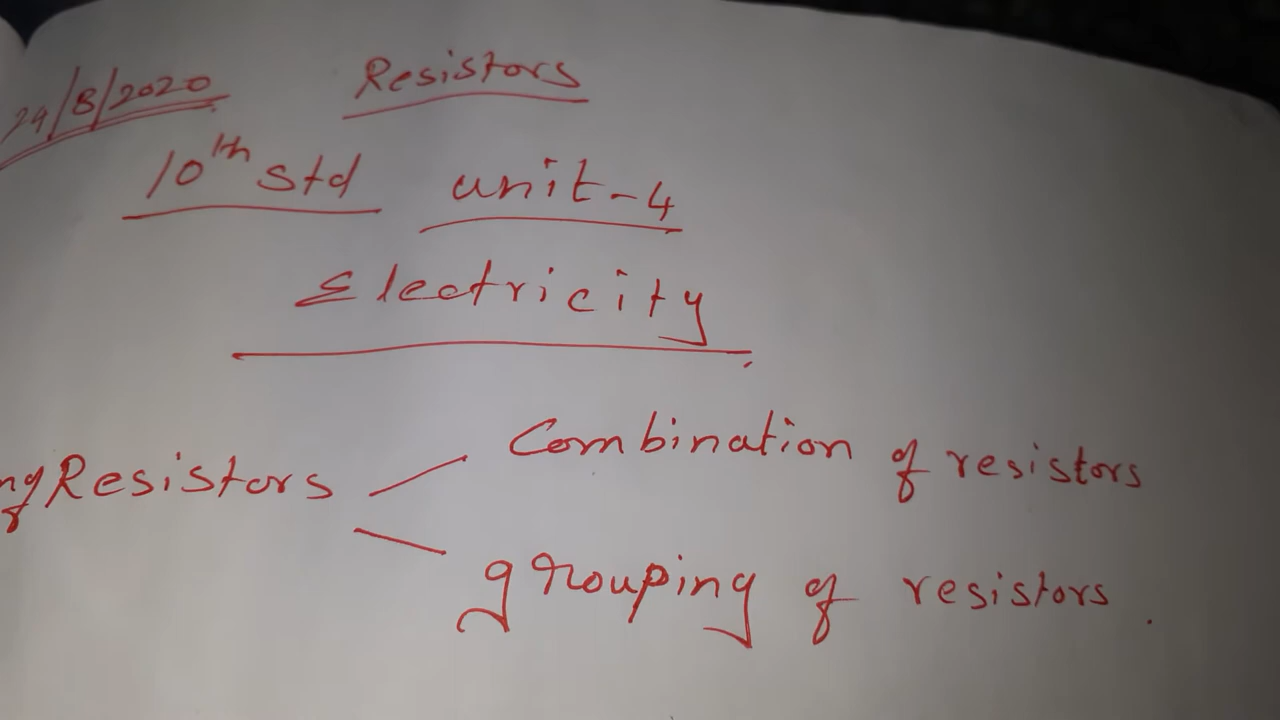 24/8/2020 Resistors
10th std unit-4
Electricity
Resistors
Combination of resistors
grouping of resistors.